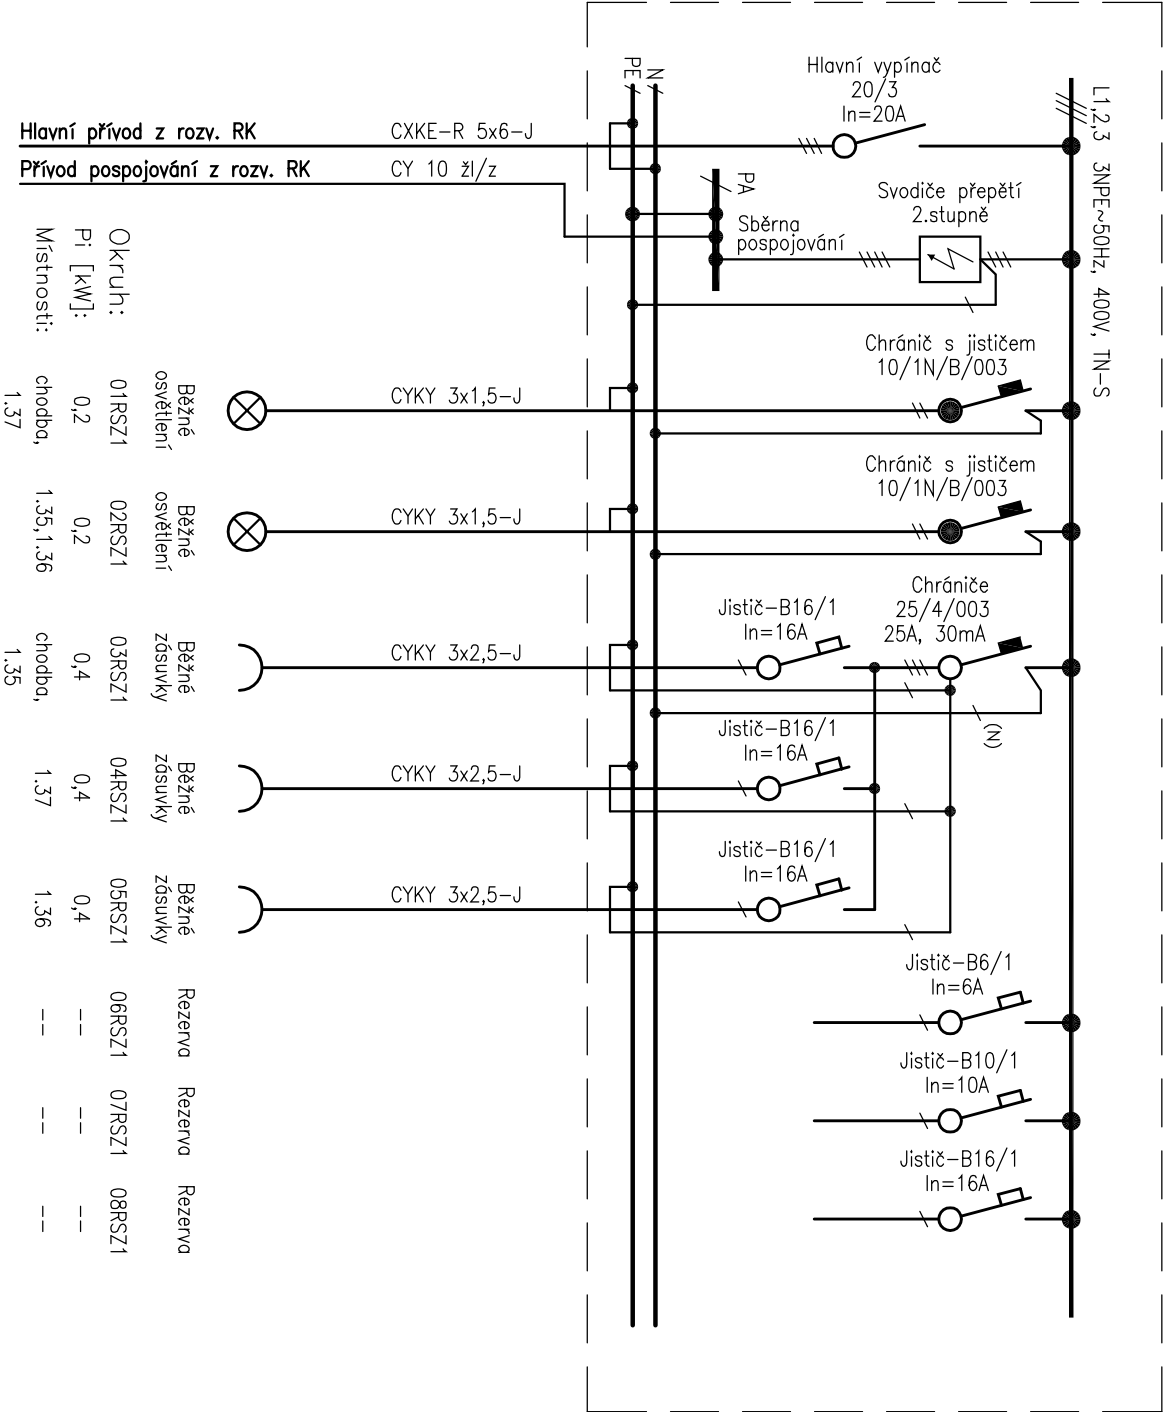 L1,2,3  3NPE~50Hz, 400V, TN-S
PE
N
Hlavní vypínač
20/3
In=20A
Hlavní přívod z rozv. RK
CXKE-R 5x6-J
Přívod pospojování z rozv. RK
CY 10 žl/z
PA
Sběrna
pospojování
Svodiče přepětí
2.stupně
Chránič s jističem
10/1N/B/003
CYKY 3x1,5-J
Chránič s jističem
10/1N/B/003
CYKY 3x1,5-J
Chrániče
25/4/003
25A, 30mA
Jistič-B16/1
In=16A
CYKY 3x2,5-J
(N)
Jistič-B16/1
In=16A
CYKY 3x2,5-J
Jistič-B16/1
In=16A
CYKY 3x2,5-J
Jistič-B6/1
In=6A
Jistič-B10/1
In=10A
Jistič-B16/1
In=16A
Běžné
osvětlení
Běžné
osvětlení
Běžné
zásuvky
Běžné
zásuvky
Běžné
zásuvky
Rezerva
Rezerva
Rezerva
Okruh: 01RSZ1 02RSZ1 03RSZ1 04RSZ1 05RSZ1 06RSZ1 07RSZ1 08RSZ1
Pi [kW]: 0,2 0,2 0,4 0,4 0,4 -- -- --
Místnosti: chodba, 1.35,1.36 chodba, 1.37 1.36 -- -- --
1.37 1.35